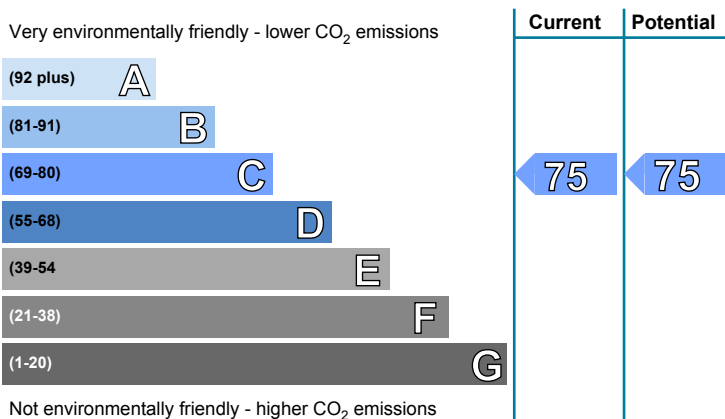 Very environmentally friendly - lower CO2 emissions
Current
Potential
(92 plus) A
(81-91) B
(69-80) C
75
75
(55-68) D
(39-54 E
(21-38) F
(1-20) G
Not environmentally friendly - higher CO2 emissions